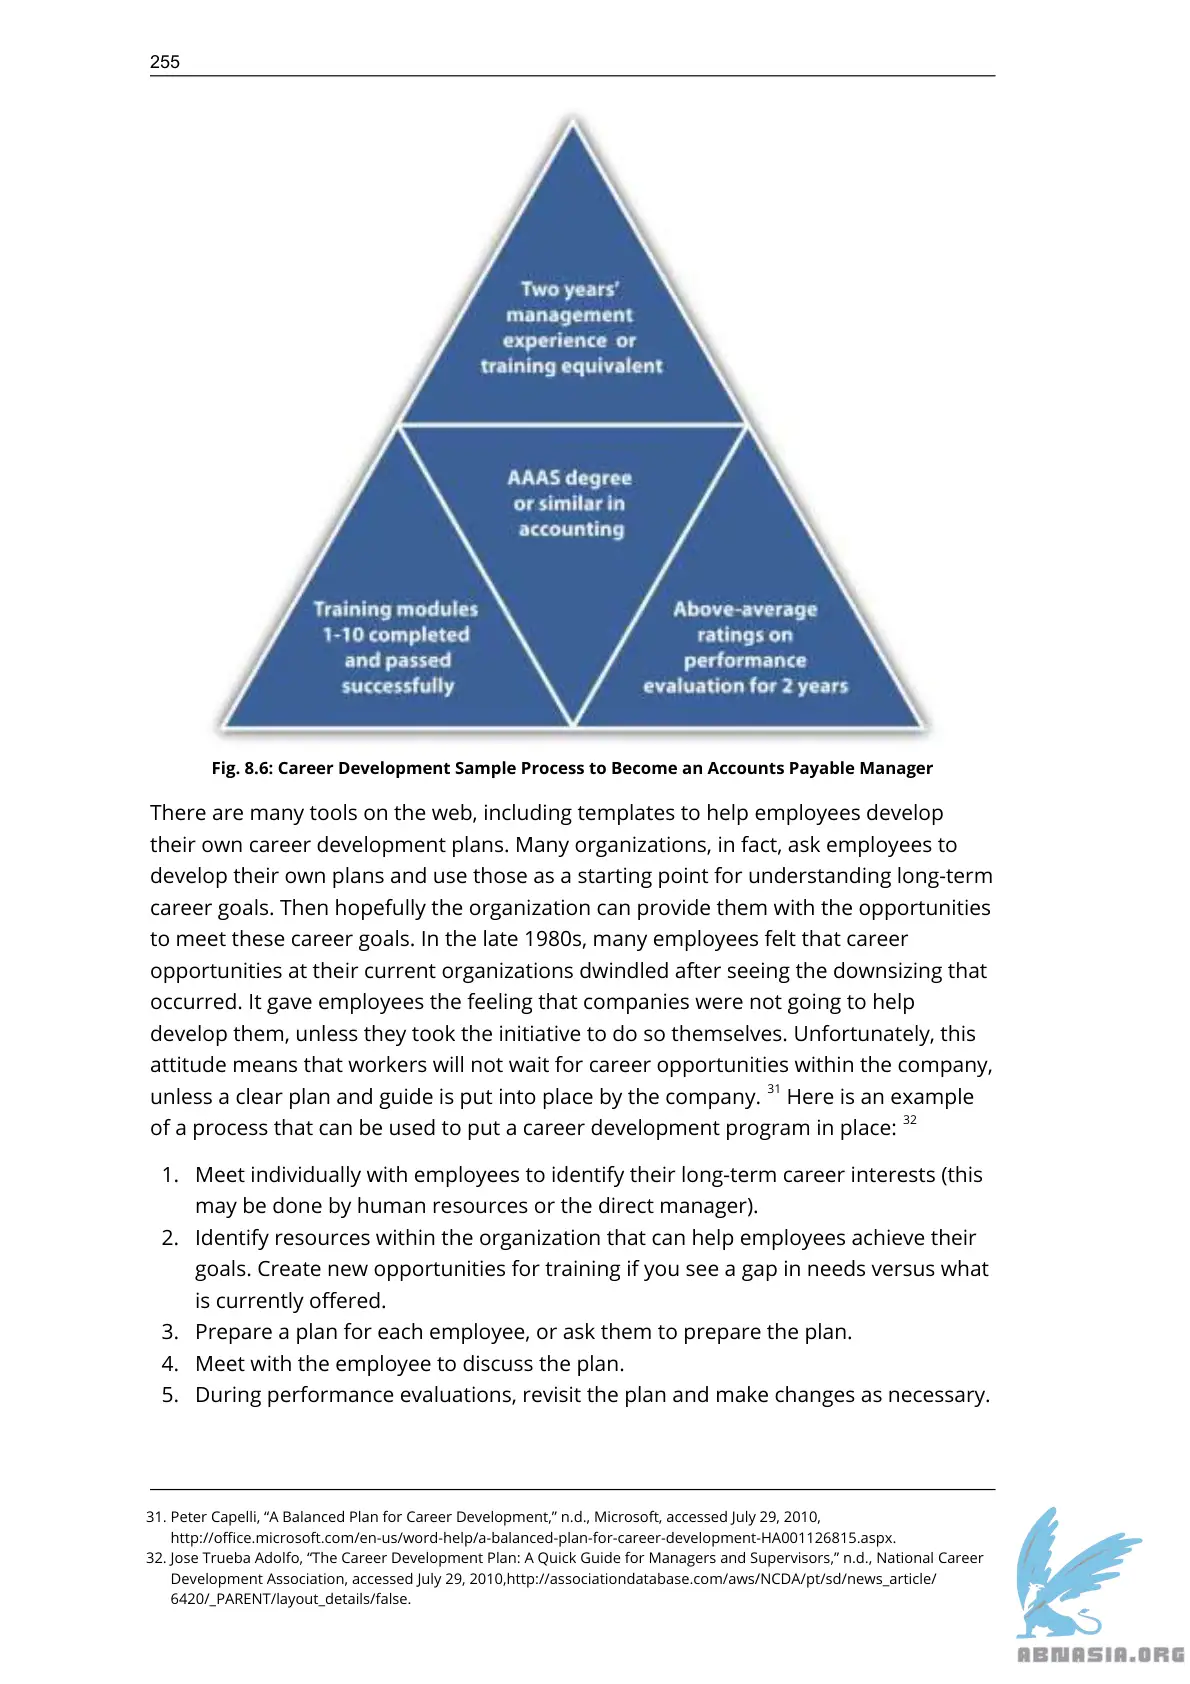 255
Two years’
management
experience or
training equivalent
AAAS degree
or similar in
accounting
Training modules
1-10 completed
and passed
successfully
Above-average
ratings on
performance
evaluation for 2 years
Fig. 8.6: Career Development Sample Process to Become an Accounts Payable Manager
There are many tools on the web, including templates to help employees develop
their own career development plans. Many organizations, in fact, ask employees to
develop their own plans and use those as a starting point for understanding long-term
career goals. Then hopefully the organization can provide them with the opportunities
to meet these career goals. In the late 1980s, many employees felt that career
opportunities at their current organizations dwindled after seeing the downsizing that
occurred. It gave employees the feeling that companies were not going to help
develop them, unless they took the initiative to do so themselves. Unfortunately, this
attitude means that workers will not wait for career opportunities within the company,
unless a clear plan and guide is put into place by the company. 31 Here is an example
of a process that can be used to put a career development program in place: 32
1. Meet individually with employees to identify their long-term career interests (this
may be done by human resources or the direct manager).
2. Identify resources within the organization that can help employees achieve their
goals. Create new opportunities for training if you see a gap in needs versus what
is currently offered.
3. Prepare a plan for each employee, or ask them to prepare the plan.
4. Meet with the employee to discuss the plan.
5. During performance evaluations, revisit the plan and make changes as necessary.
31. Peter Capelli, “A Balanced Plan for Career Development,” n.d., Microsoft, accessed July 29, 2010,
http://office.microsoft.com/en-us/word-help/a-balanced-plan-for-career-development-HA001126815.aspx.
32. Jose Trueba Adolfo, “The Career Development Plan: A Quick Guide for Managers and Supervisors,” n.d., National Career
Development Association, accessed July 29, 2010,http://associationdatabase.com/aws/NCDA/pt/sd/news_article/
6420/_PARENT/layout_details/false.
ABNASIA.ORG